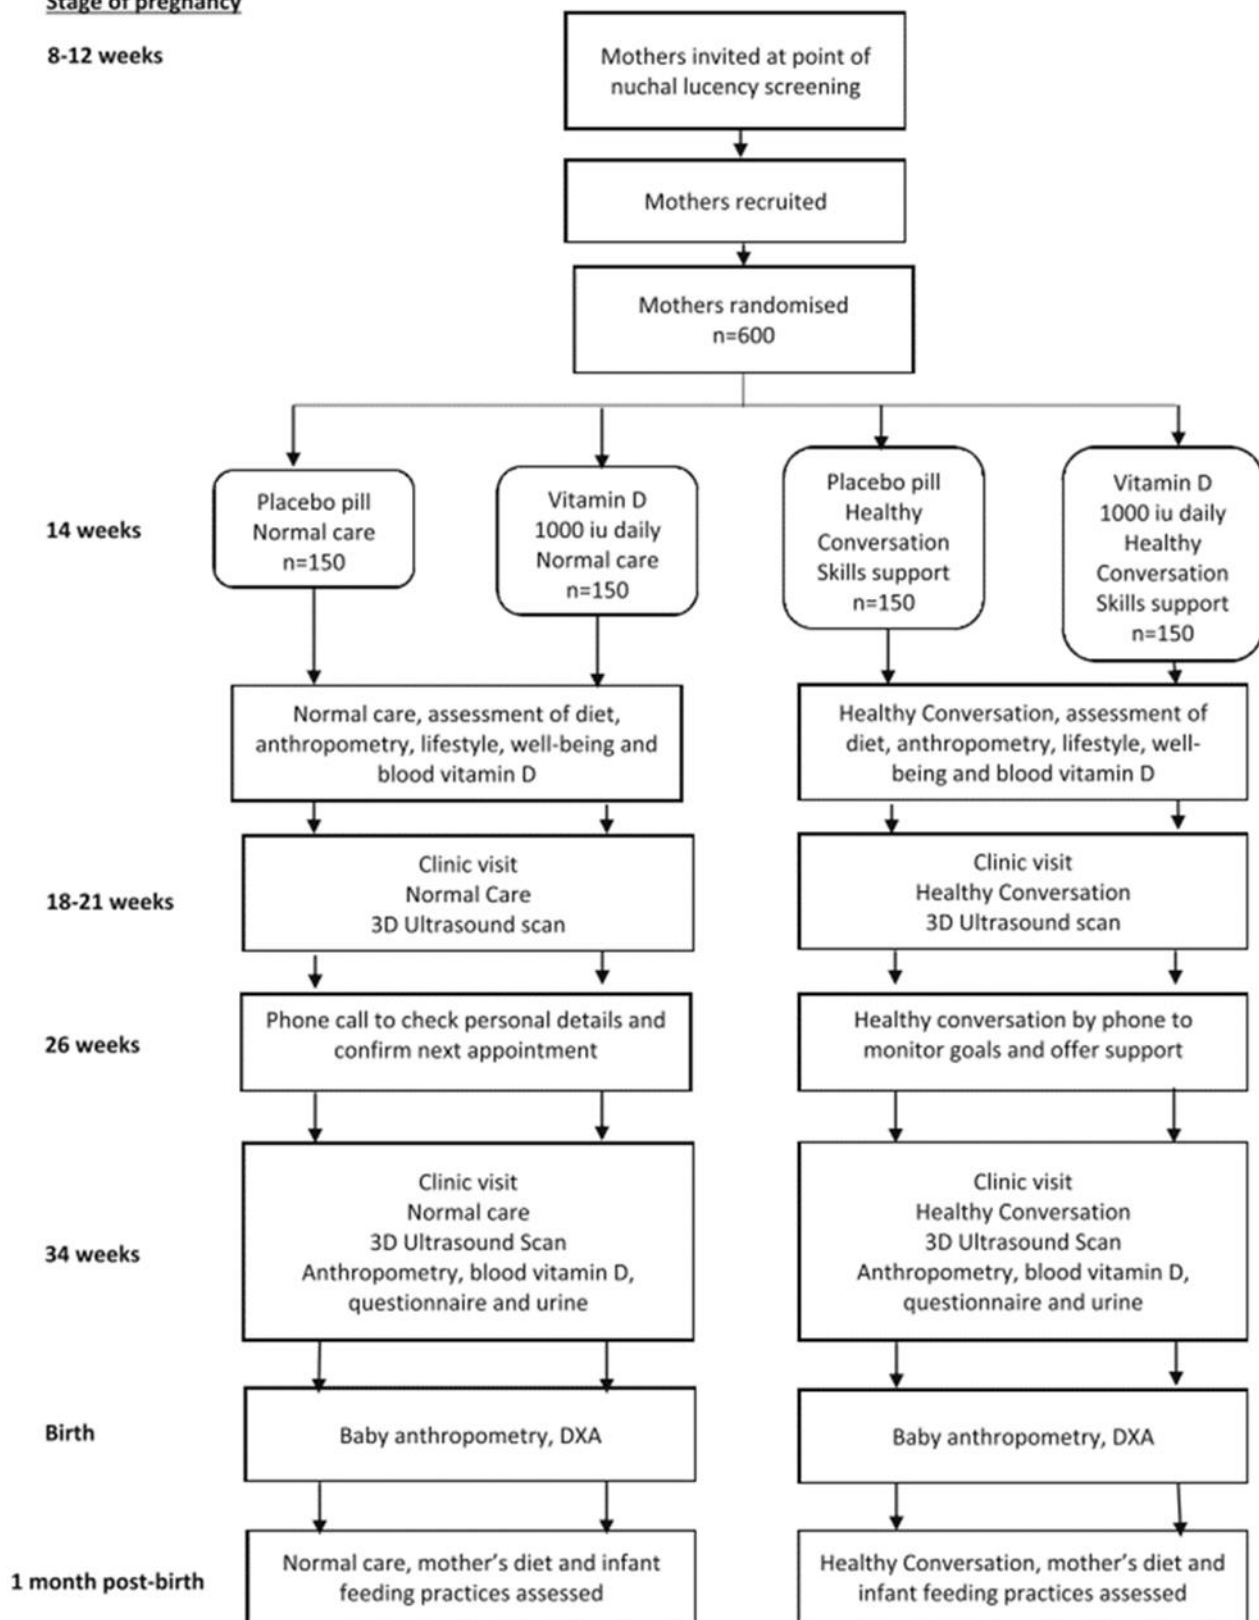 Stage of pregnancy
8-12 weeks
Mothers invited at point of
nuchal lucency screening
Mothers recruited
Mothers randomised
n=600
14 weeks
Placebo pill
Normal care
n=150
Vitamin D
1000 iu daily
Normal care
n=150
Placebo pill
Healthy
Conversation
Skills support
n=150
Vitamin D
1000 iu daily
Healthy
Conversation
Skills support
n=150
Normal care, assessment of diet,
anthropometry, lifestyle, well-being and
blood vitamin D
Healthy Conversation, assessment of
diet, anthropometry, lifestyle, well-
being and blood vitamin D
18-21 weeks
Clinic visit
Normal Care
3D Ultrasound scan
Clinic visit
Healthy Conversation
3D Ultrasound scan
26 weeks
Phone call to check personal details and
confirm next appointment
Healthy conversation by phone to
monitor goals and offer support
34 weeks
Clinic visit
Normal care
3D Ultrasound Scan
Anthropometry, blood vitamin D,
questionnaire and urine
Clinic visit
Healthy Conversation
3D Ultrasound Scan
Anthropometry, blood vitamin D,
questionnaire and urine
Birth
Baby anthropometry, DXA
Baby anthropometry, DXA
1 month post-birth
Normal care, mother's diet and infant
feeding practices assessed
Healthy Conversation, mother's diet and
infant feeding practices assessed